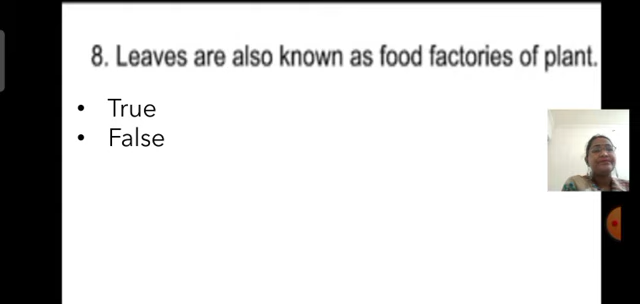 8. Leaves are also known as food factories of plant.
• True
• False